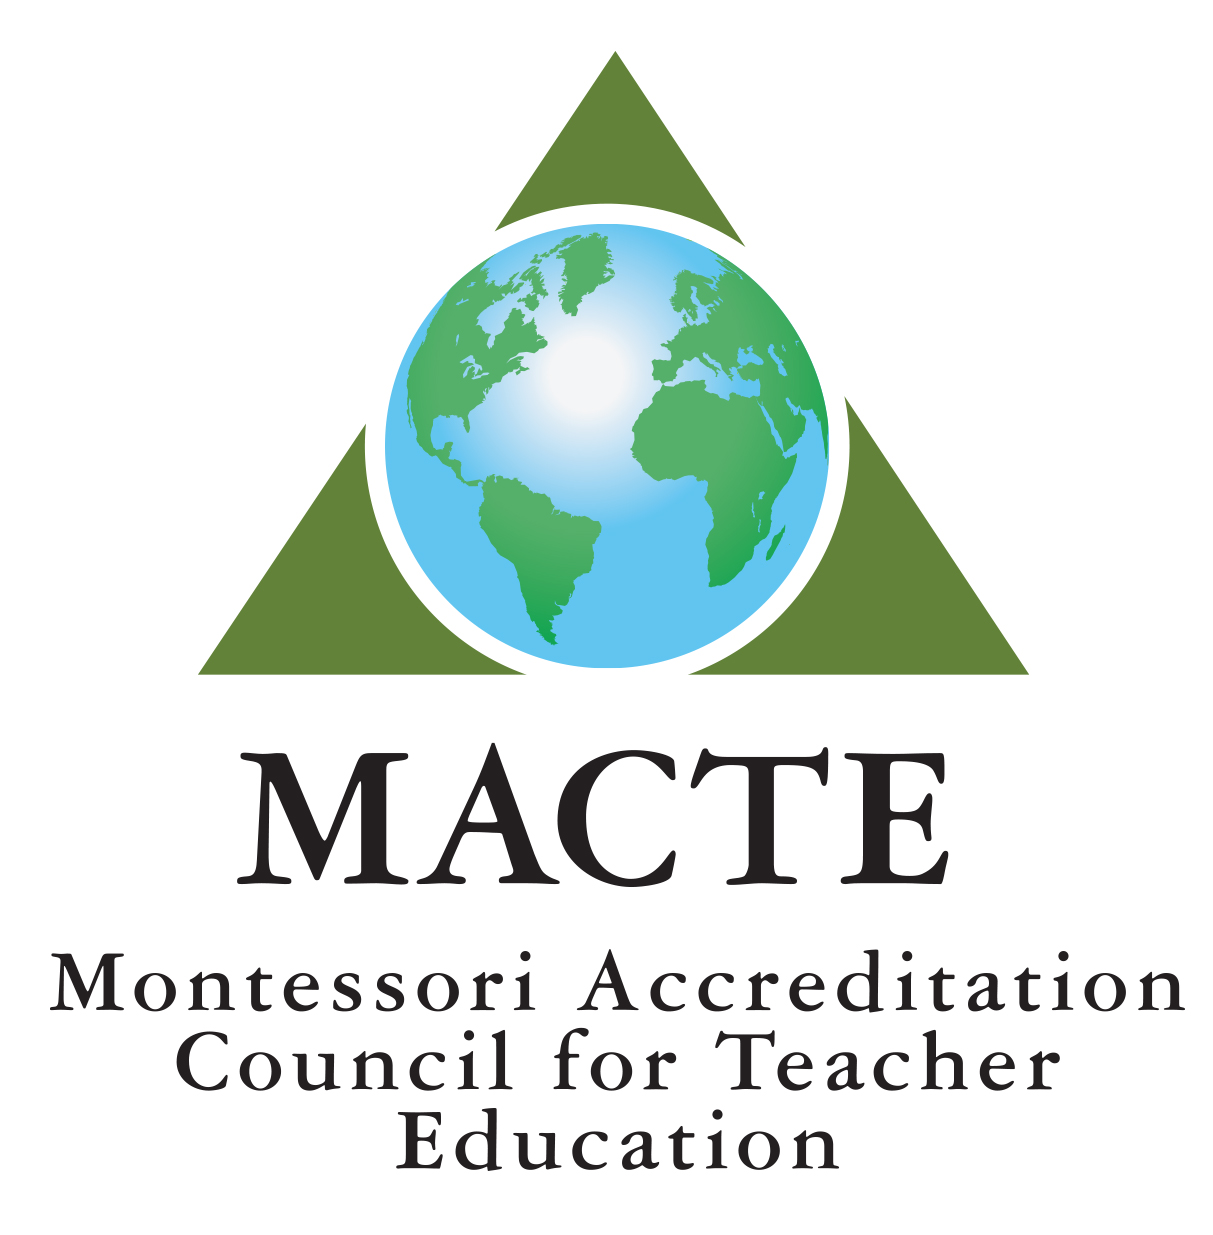 MACTE
Montessori Accreditation
Council for Teacher
Education